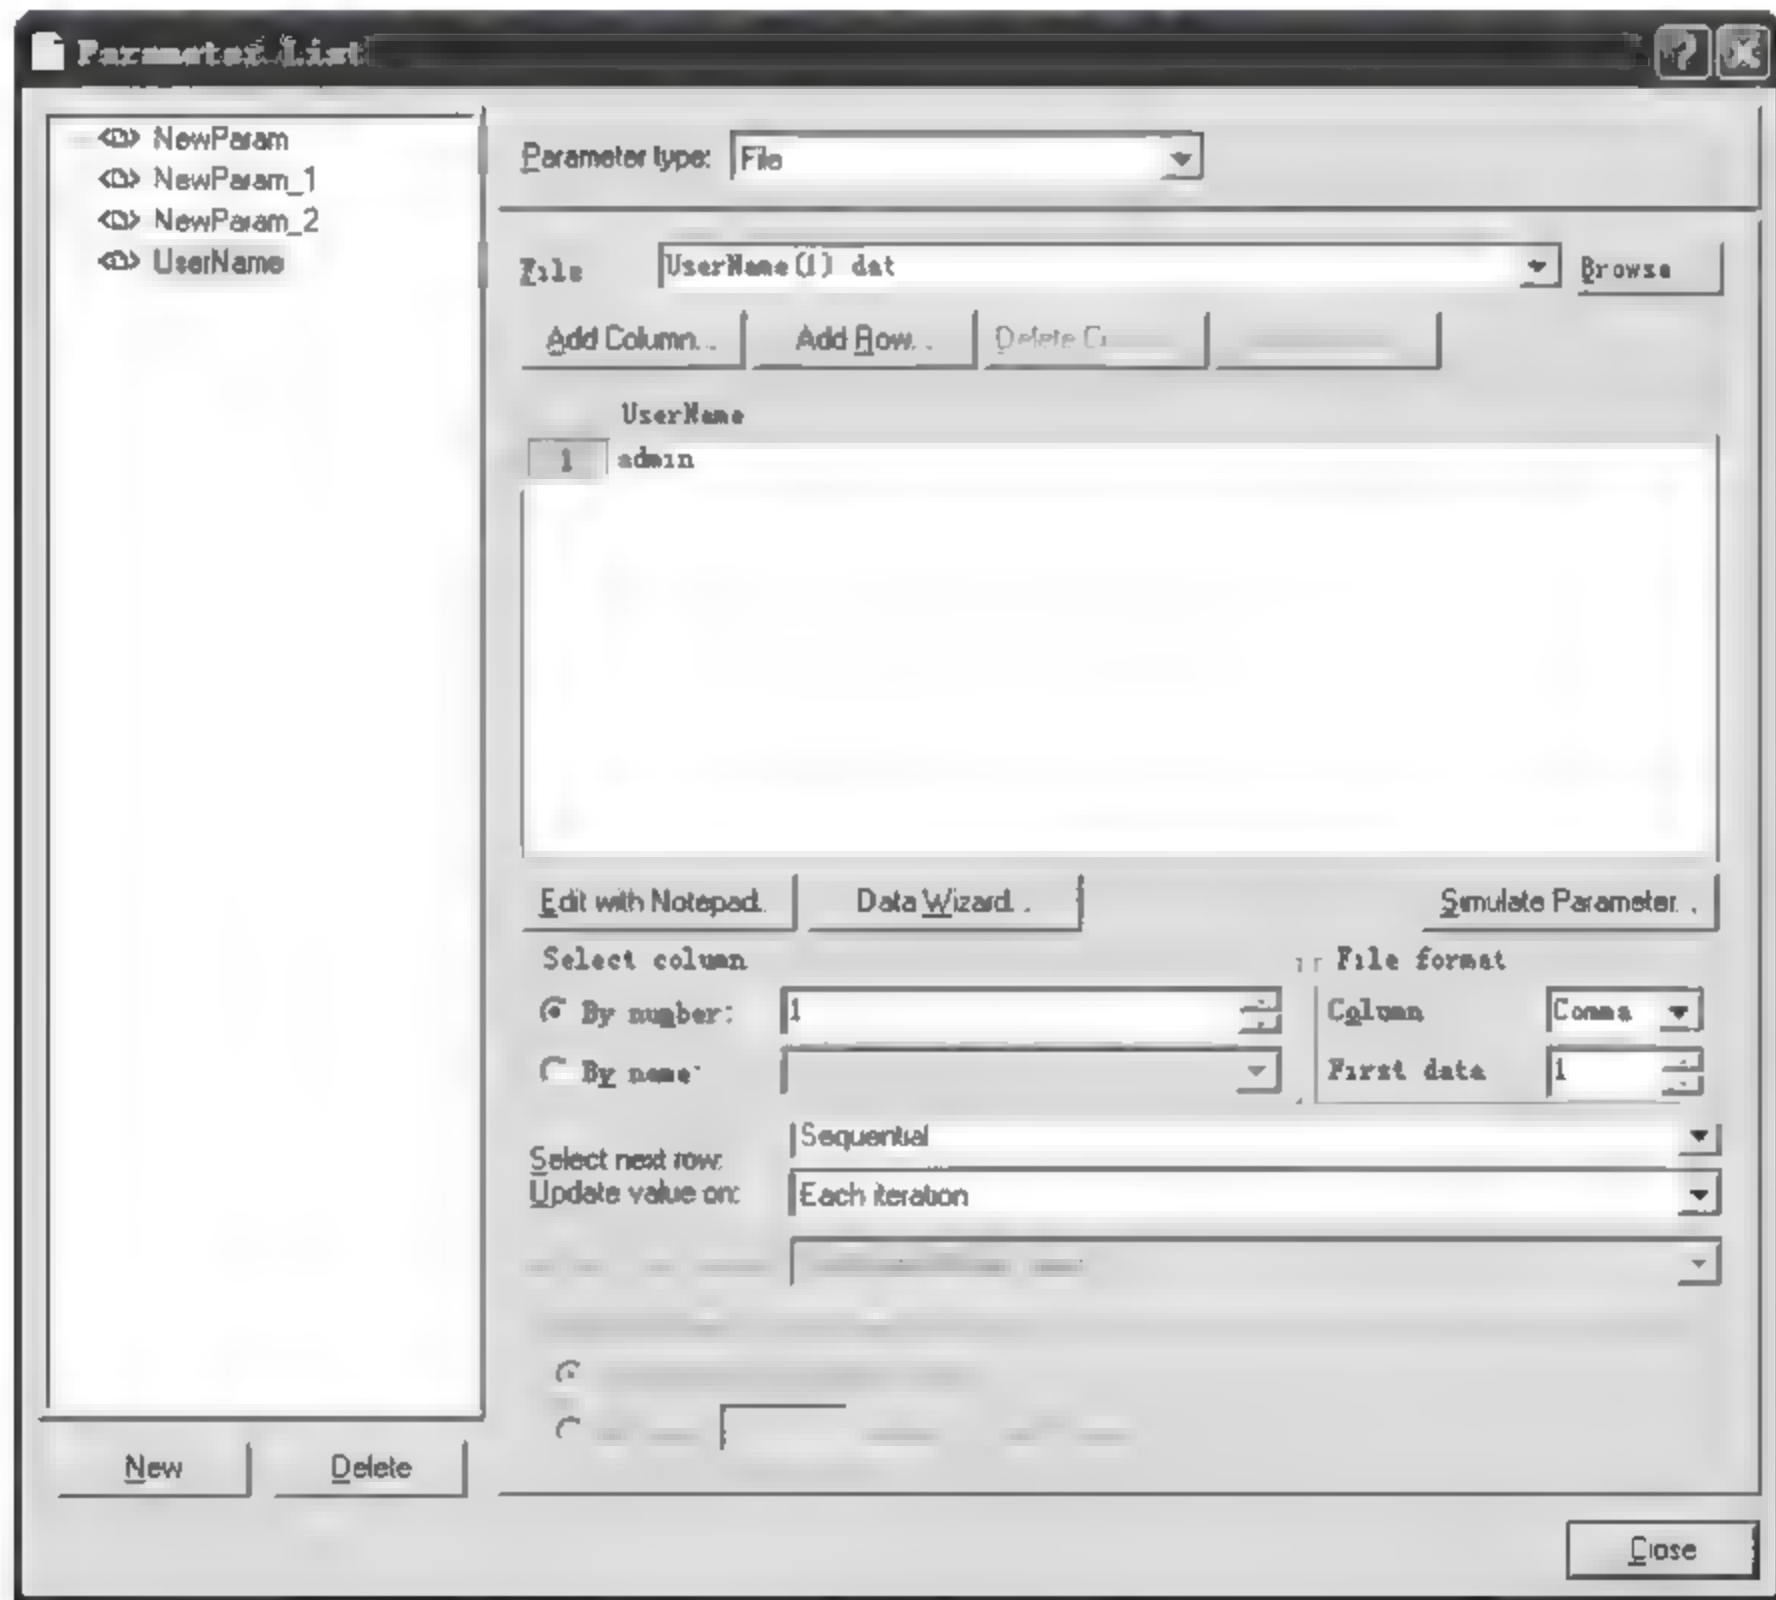 Parameter List
NewParam
NewParam_1
NewParam_2
UserName
Parameter type: File
File UserName(1) dat Browse
Add Column... Add Row... Delete
UserName
1 admin
Edit with Notepad. Data Wizard... Simulate Parameter...
Select column File format
By number: 1 Column Comma
By name: First data 1
Sequential
Select next row:
Update value on: Each iteration
New Delete
Close